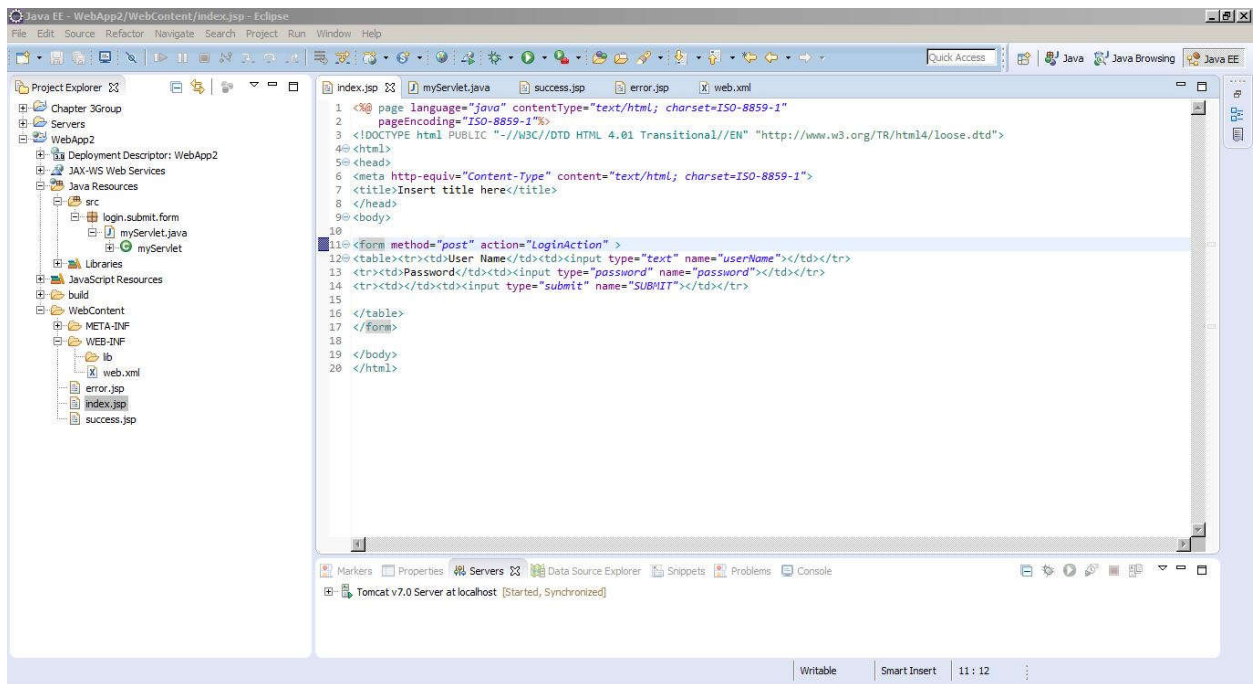 Java EE - WebApp2/WebContent/index.jsp - Eclipse
File Edit Source Refactor Navigate Search Project Run Window Help
Quick Access Java Java Browsing Java EE
Project Explorer
Chapter 3Group
Servers
WebApp2
Deployment Descriptor: WebApp2
JAX-WS Web Services
Java Resources
src
login.submit.form
myServlet.java
myServlet
Libraries
JavaScript Resources
build
WebContent
META-INF
WEB-INF
lib
web.xml
error.jsp
index.jsp
success.jsp
index.jsp myServlet.java success.jsp error.jsp web.xml
1 <%@ page language="java" contentType="text/html; charset=ISO-8859-1"
2 pageEncoding="ISO-8859-1"%>
3 <!DOCTYPE html PUBLIC "-//W3C//DTD HTML 4.01 Transitional//EN" "http://www.w3.org/TR/html4/loose.dtd">
4 <html>
5 <head>
6 <meta http-equiv="Content-Type" content="text/html; charset=ISO-8859-1">
7 <title>Insert title here</title>
8 </head>
9 <body>
10
11 <form method="post" action="LoginAction" >
12 <table><tr><td>User Name</td><td><input type="text" name="userName"></td></tr>
13 <tr><td>Password</td><td><input type="password" name="password"></td></tr>
14 <tr><td></td><td><input type="submit" name="SUBMIT"></td></tr>
15
16 </table>
17 </form>
18
19 </body>
20 </html>
Markers Properties Servers Data Source Explorer Snippets Problems Console
Tomcat v7.0 Server at localhost [Started, Synchronized]
Writable Smart Insert 11 : 12